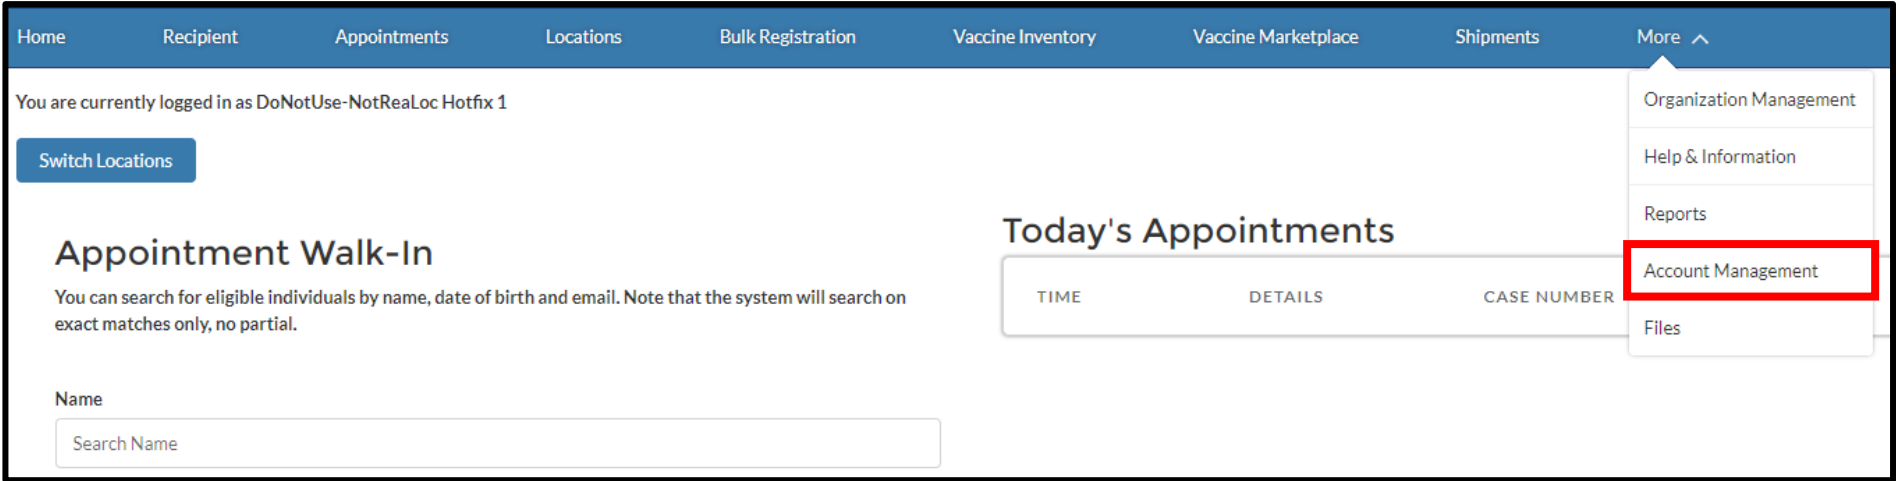 Home Recipient Appointments Locations Bulk Registration Vaccine Inventory Vaccine Marketplace Shipments More
You are currently logged in as DoNotUse-NotReaLoc Hotfix 1
Switch Locations
Appointment Walk-In
You can search for eligible individuals by name, date of birth and email. Note that the system will search on
exact matches only, no partial.
Name
Search Name
Today's Appointments
TIME DETAILS CASE NUMBER
Organization Management
Help & Information
Reports
Account Management
Files